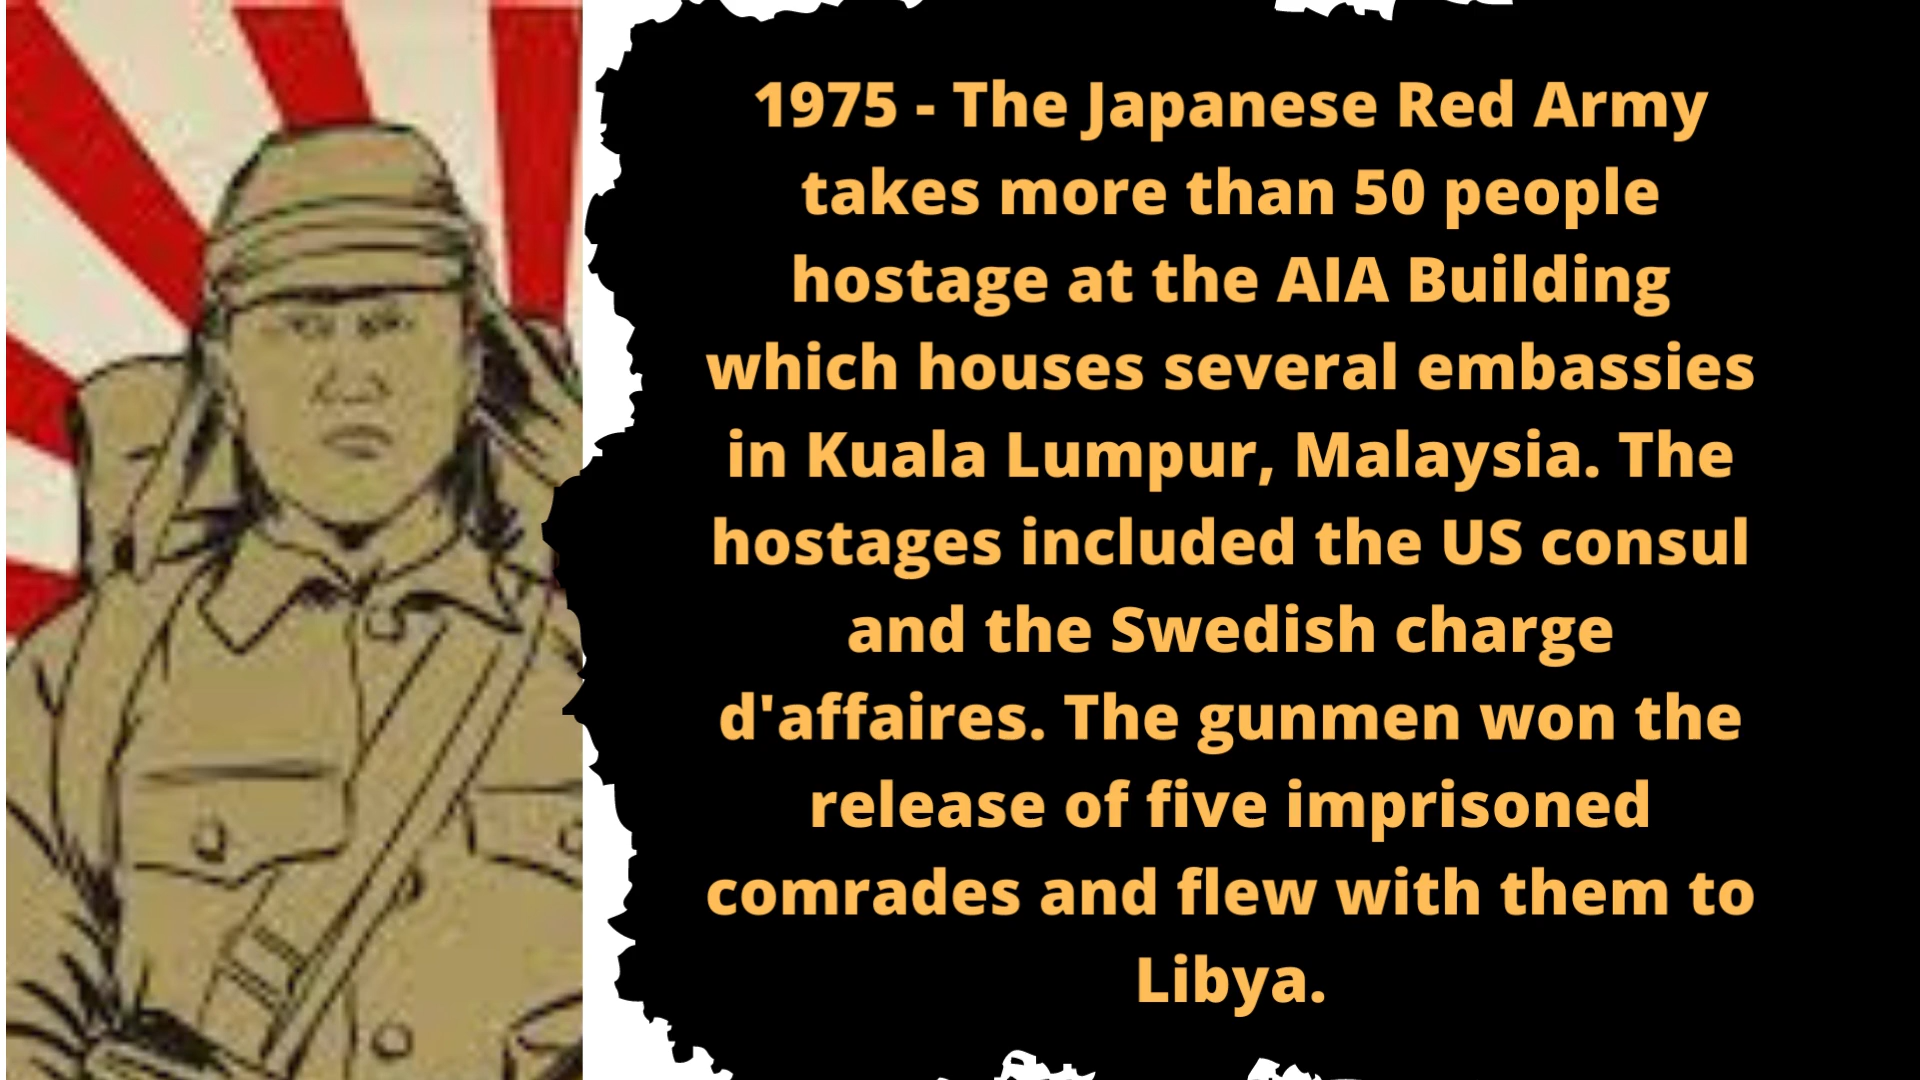 1975 - The Japanese Red Army
takes more than 50 people
hostage at the AIA Building
which houses several embassies
in Kuala Lumpur, Malaysia. The
hostages included the US consul
and the Swedish charge
d'affaires. The gunmen won the
release of five imprisoned
comrades and flew with them to
Libya.